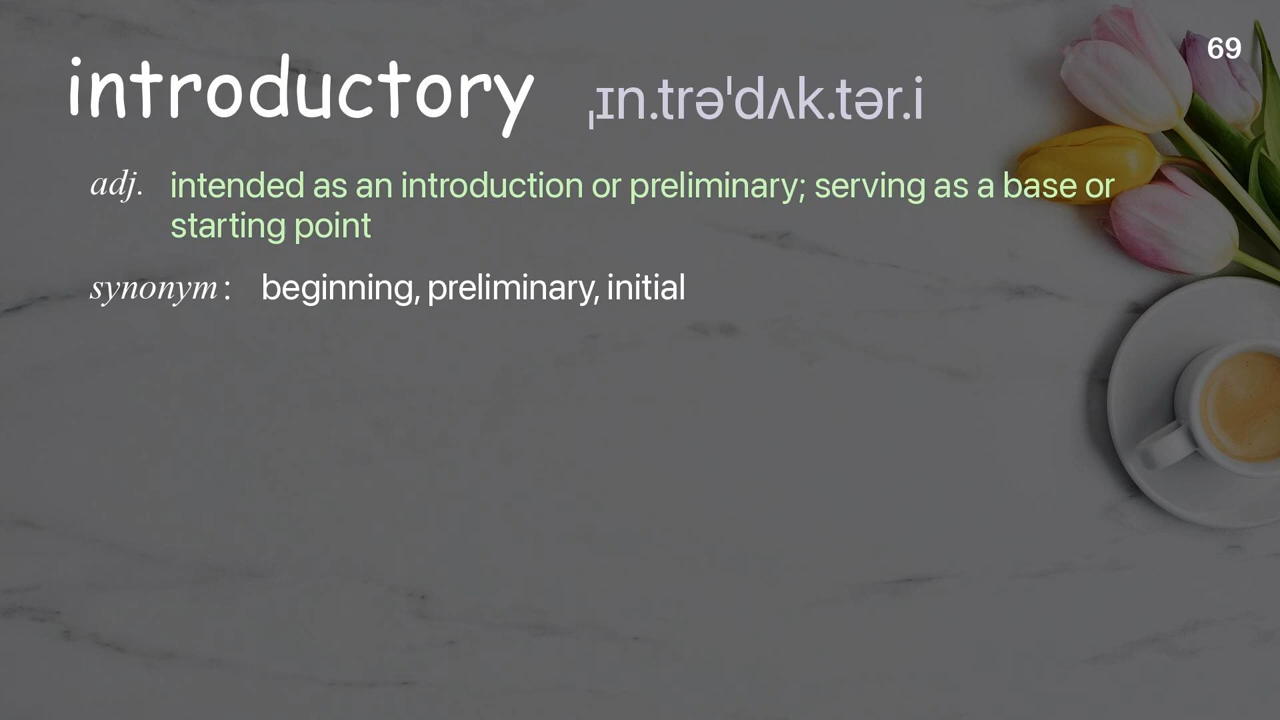 69
introductory ˌɪn.trəˈdʌk.tər.i
adj. intended as an introduction or preliminary; serving as a base or
starting point
synonym : beginning, preliminary, initial